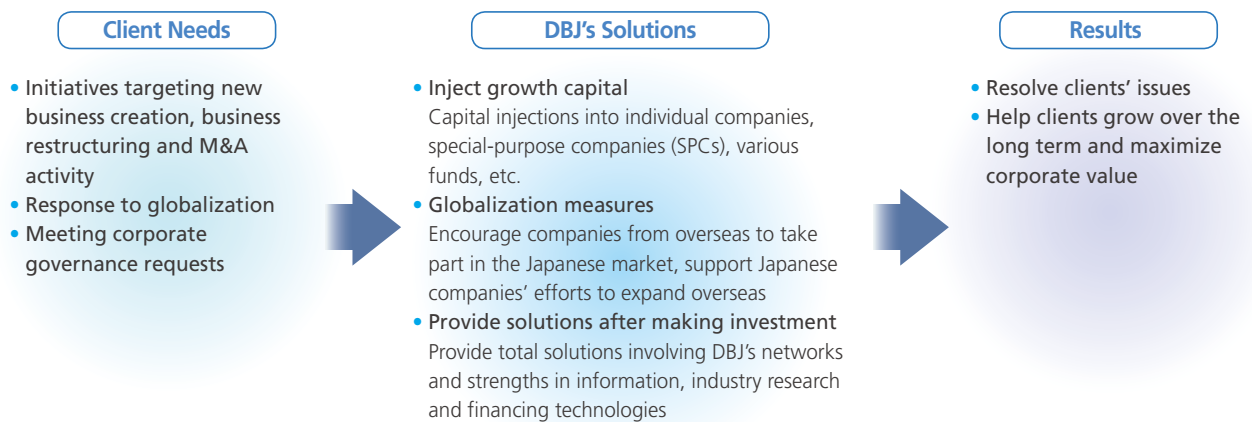 Client Needs
• Initiatives targeting new
business creation, business
restructuring and M&A
activity
• Response to globalization
• Meeting corporate
governance requests
DBJ's Solutions
• Inject growth capital
Capital injections into individual companies,
special-purpose companies (SPCs), various
funds, etc.
• Globalization measures
Encourage companies from overseas to take
part in the Japanese market, support Japanese
companies' efforts to expand overseas
• Provide solutions after making investment
Provide total solutions involving DBJ's networks
and strengths in information, industry research
and financing technologies
Results
• Resolve clients' issues
• Help clients grow over the
long term and maximize
corporate value